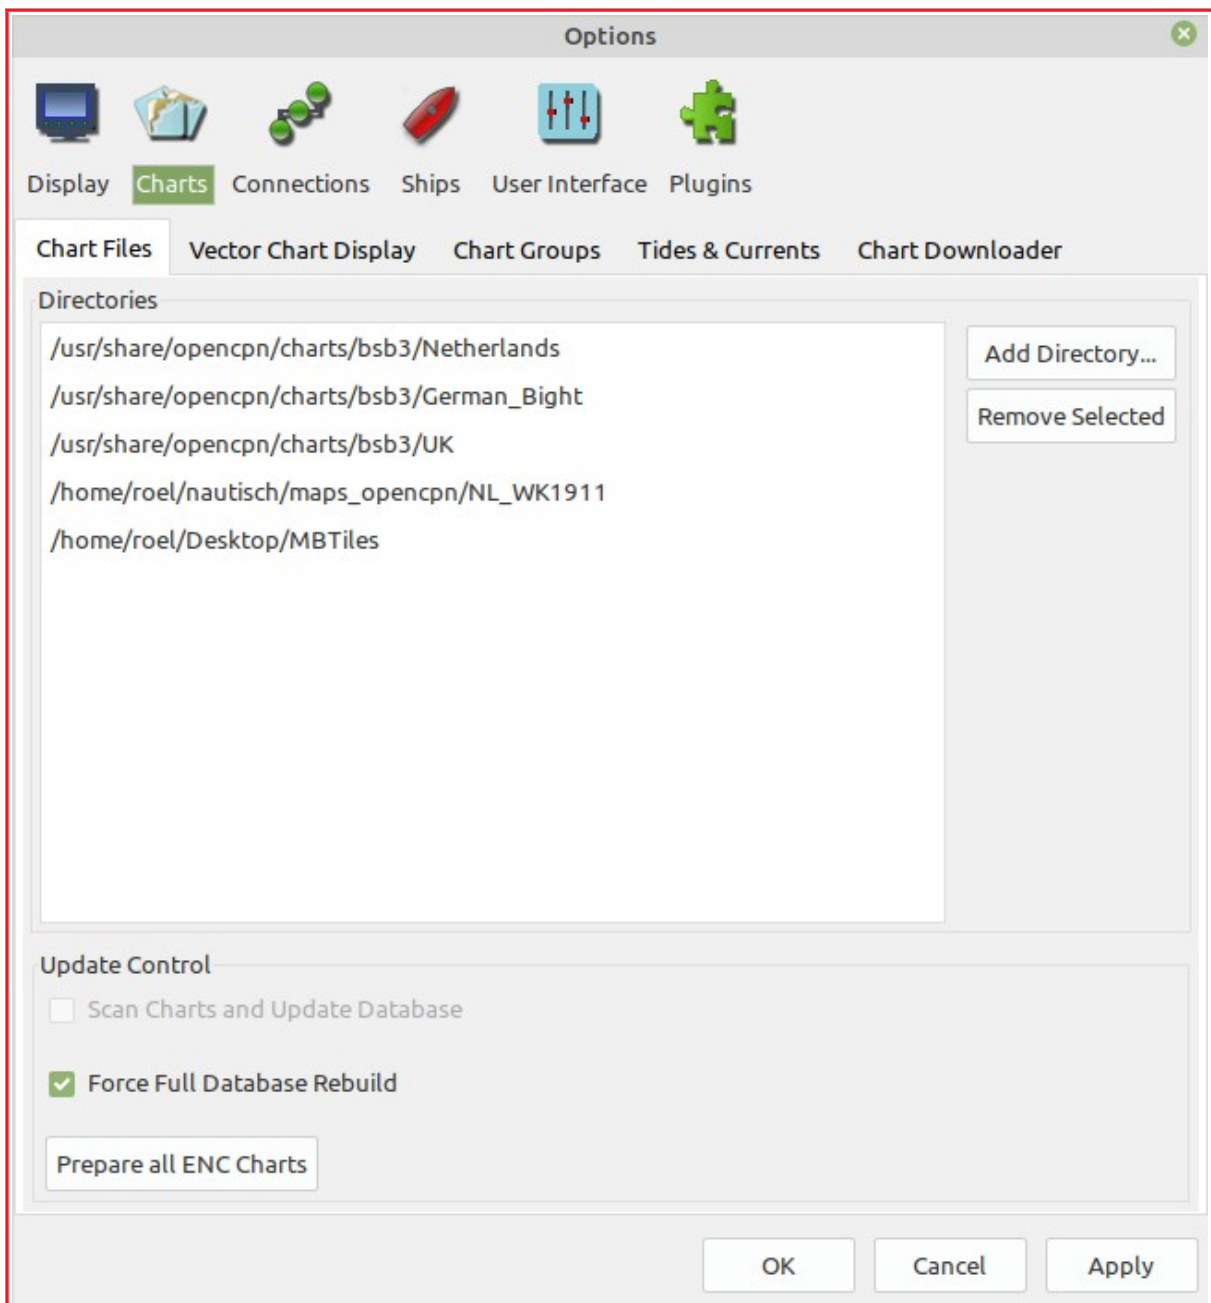 Options
Display Charts Connections Ships User Interface Plugins
Chart Files Vector Chart Display Chart Groups Tides & Currents Chart Downloader
Directories
/usr/share/opencpn/charts/bsb3/Netherlands
Add Directory...
/usr/share/opencpn/charts/bsb3/German_Bight
Remove Selected
/usr/share/opencpn/charts/bsb3/UK
/home/roel/nautisch/maps_opencpn/NL_WK1911
/home/roel/Desktop/MBTiles
Update Control
Scan Charts and Update Database
Force Full Database Rebuild
Prepare all ENC Charts
OK Cancel Apply